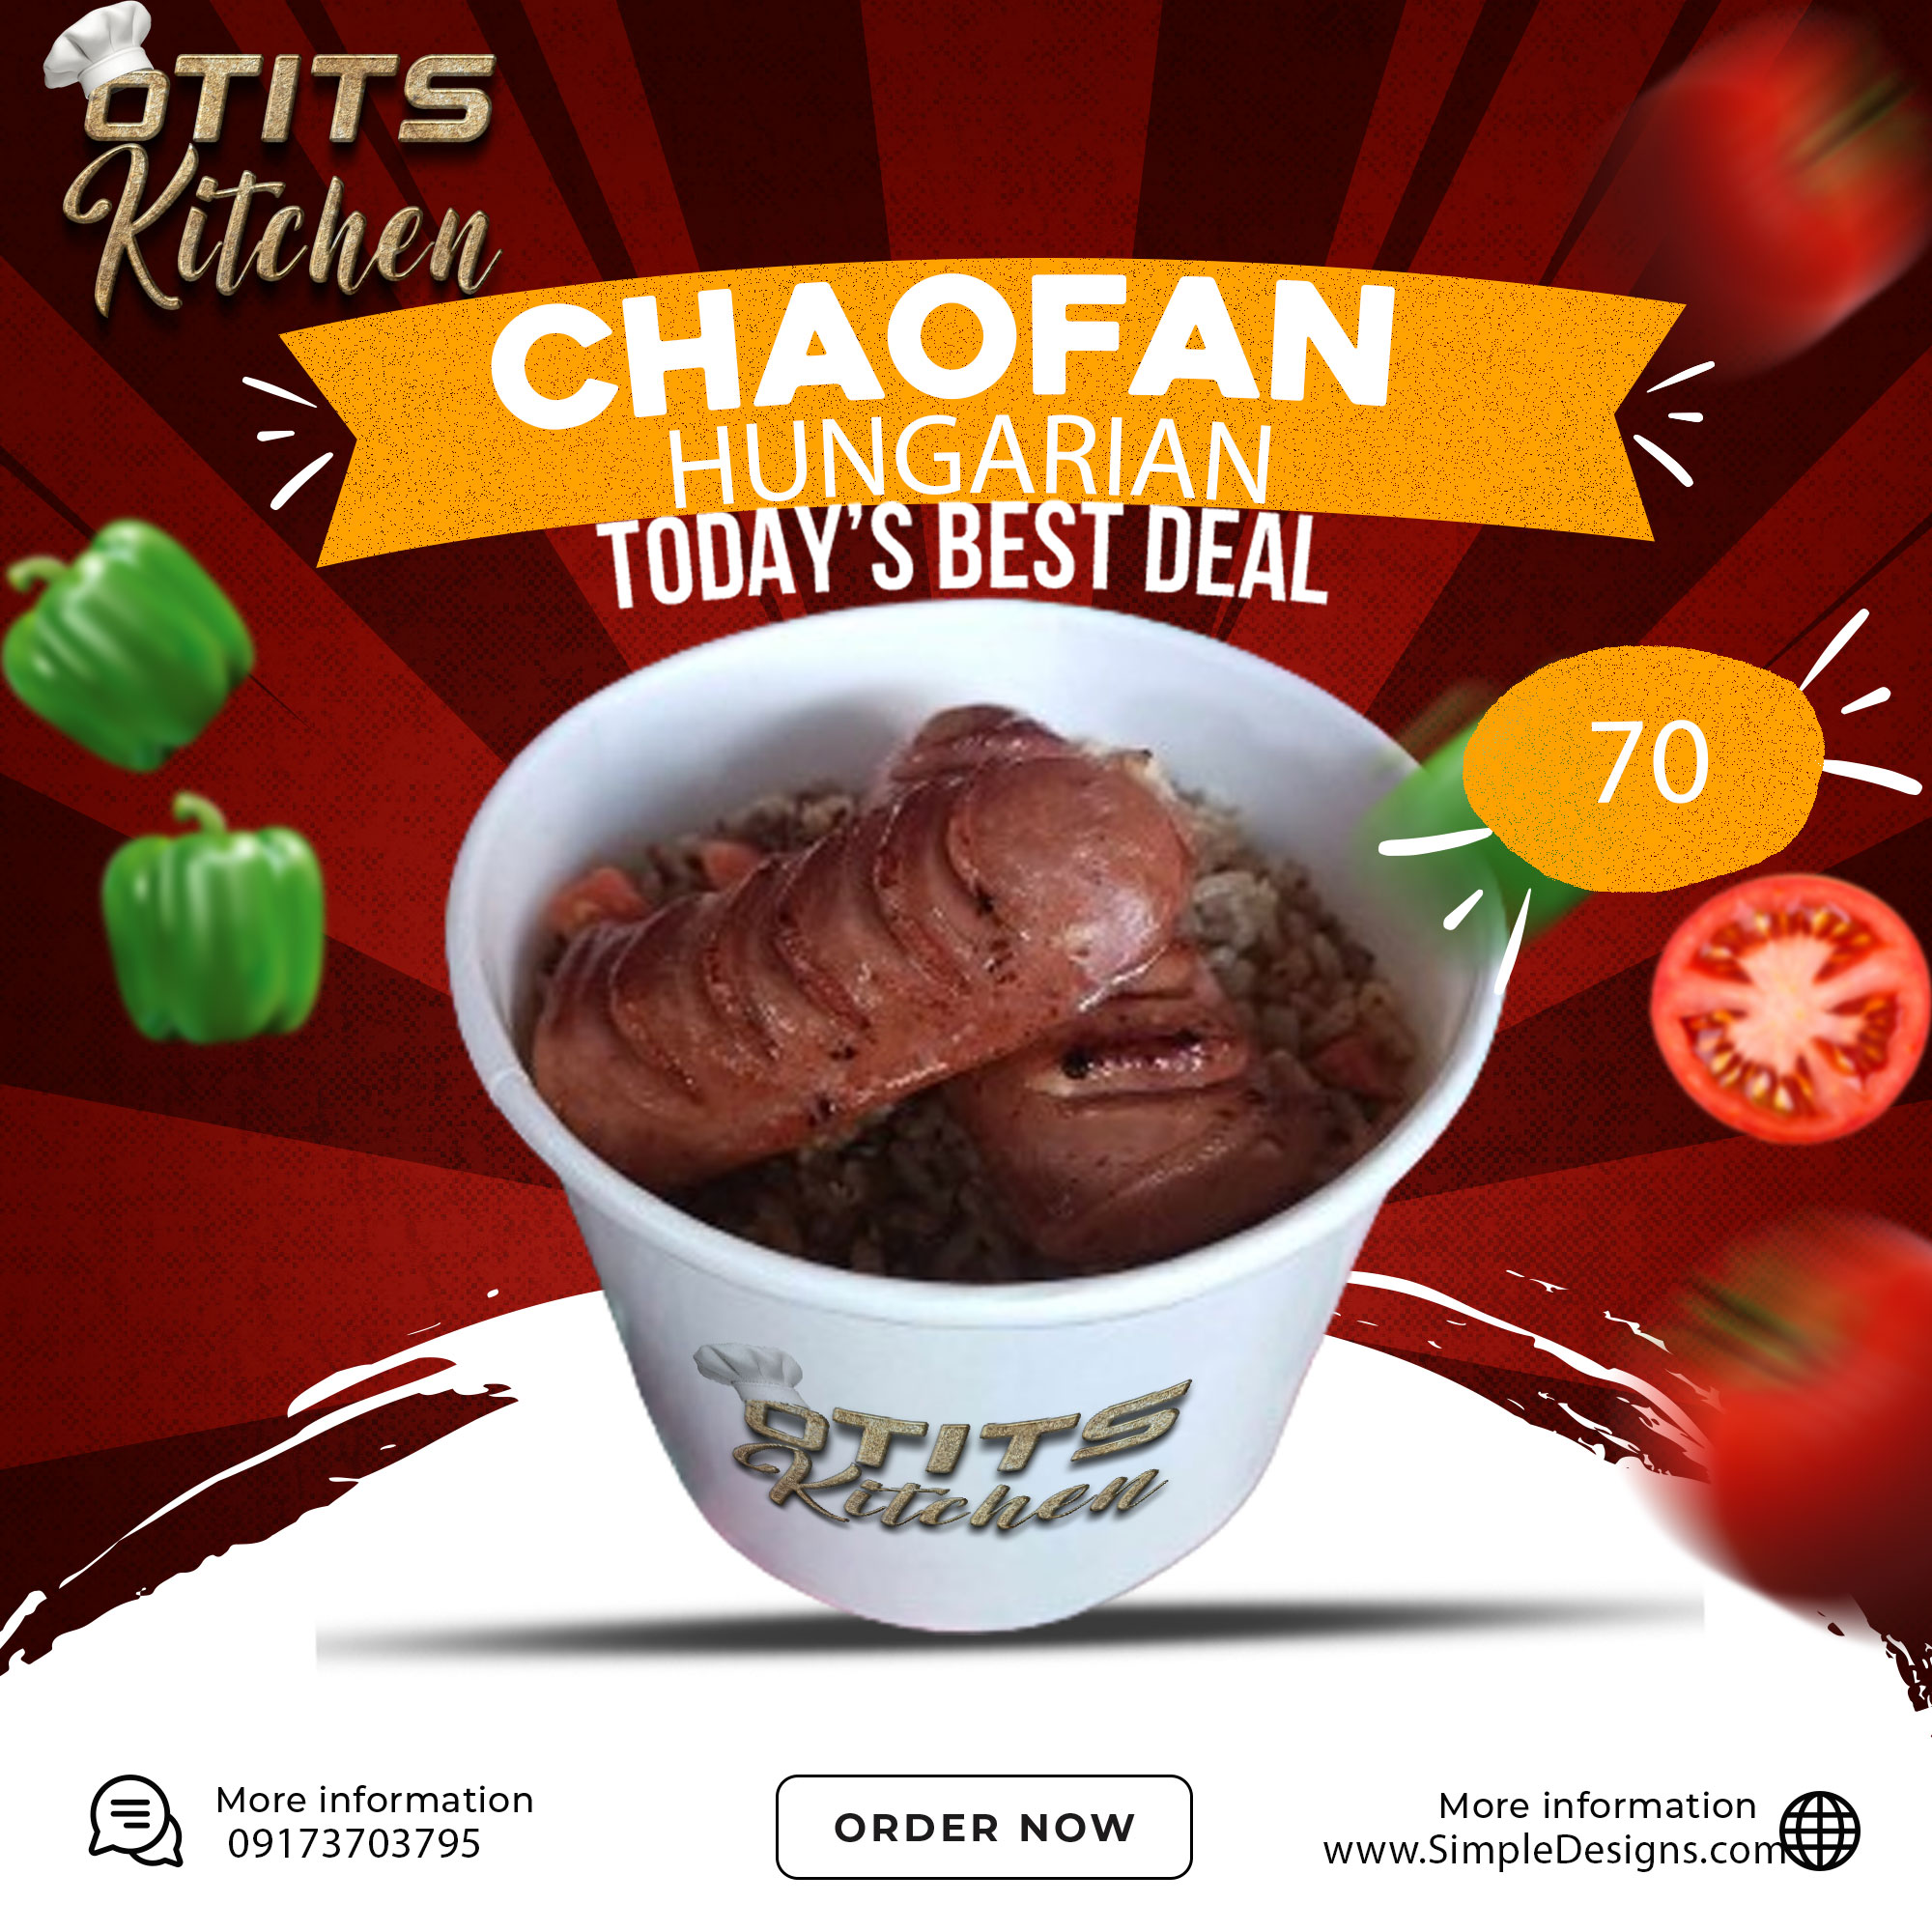 OTITS
Kitchen
CHAOFAN
HUNGARIAN
TODAY'S BEST DEAL
70
OTITS
Kitchen
More information
09173703795
ORDER NOW
More information
www.SimpleDesigns.com